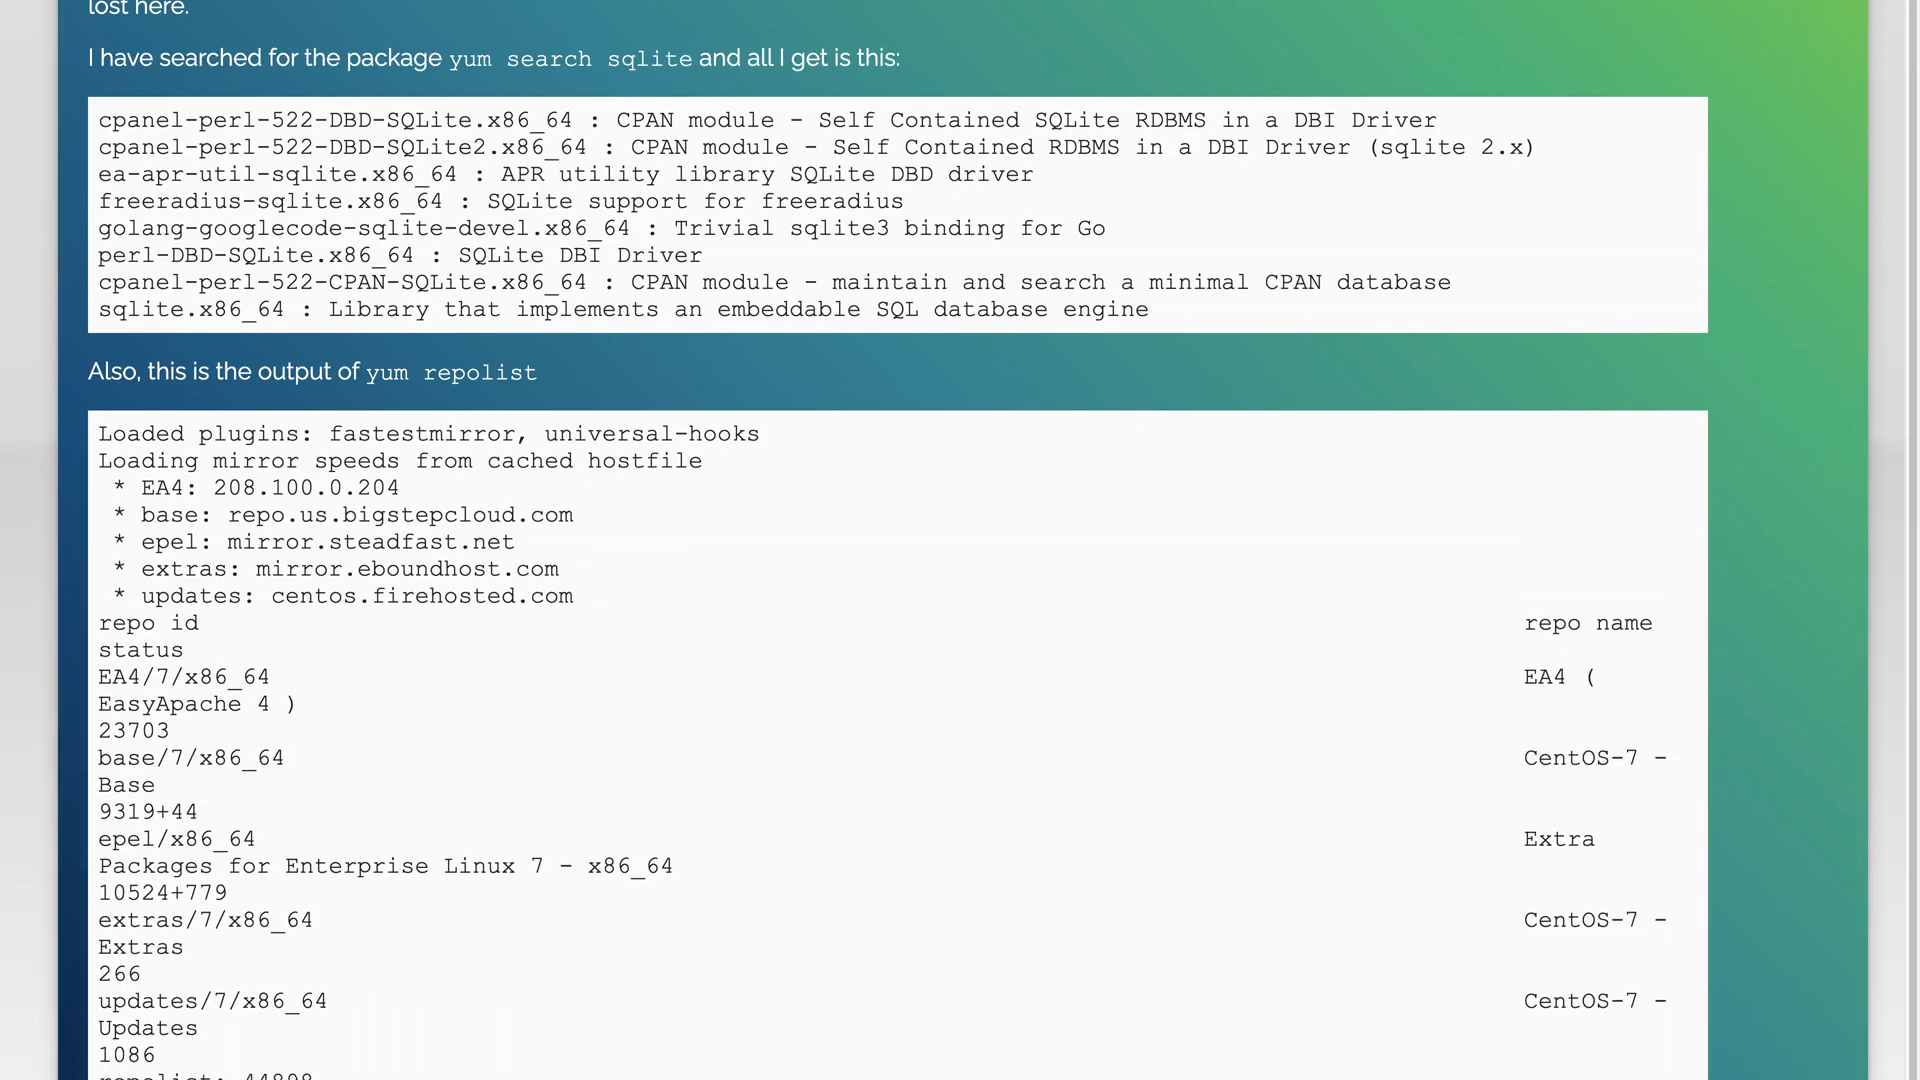 lost here.
I have searched for the package yum search sqlite and all I get is this:
cpanel-perl-522-DBD-SQLite.x86_64 : CPAN module - Self Contained SQLite RDBMS in a DBI Driver
cpanel-perl-522-DBD-SQLite2.x86_64 : CPAN module - Self Contained RDBMS in a DBI Driver (sqlite 2.x)
ea-apr-util-sqlite.x86_64 : APR utility library SQLite DBD driver
freeradius-sqlite.x86_64 : SQLite support for freeradius
golang-googlecode-sqlite-devel.x86_64 : Trivial sqlite3 binding for Go
perl-DBD-SQLite.x86_64 : SQLite DBI Driver
cpanel-perl-522-CPAN-SQLite.x86_64 : CPAN module - maintain and search a minimal CPAN database
sqlite.x86_64 : Library that implements an embeddable SQL database engine
Also, this is the output of yum repolist
Loaded plugins: fastestmirror, universal-hooks
Loading mirror speeds from cached hostfile
* EA4: 208.100.0.204
* base: repo.us.bigstepcloud.com
* epel: mirror.steadfast.net
* extras: mirror.eboundhost.com
* updates: centos.firehosted.com
repo id repo name
status
EA4/7/x86_64 EA4 (
EasyApache 4 )
23703
base/7/x86_64 CentOS-7 -
Base
9319+44
epel/x86_64 Extra
Packages for Enterprise Linux 7 - x86_64
10524+779
extras/7/x86_64 CentOS-7 -
Extras
266
updates/7/x86_64 CentOS-7 -
Updates
1086
repolist: 44898